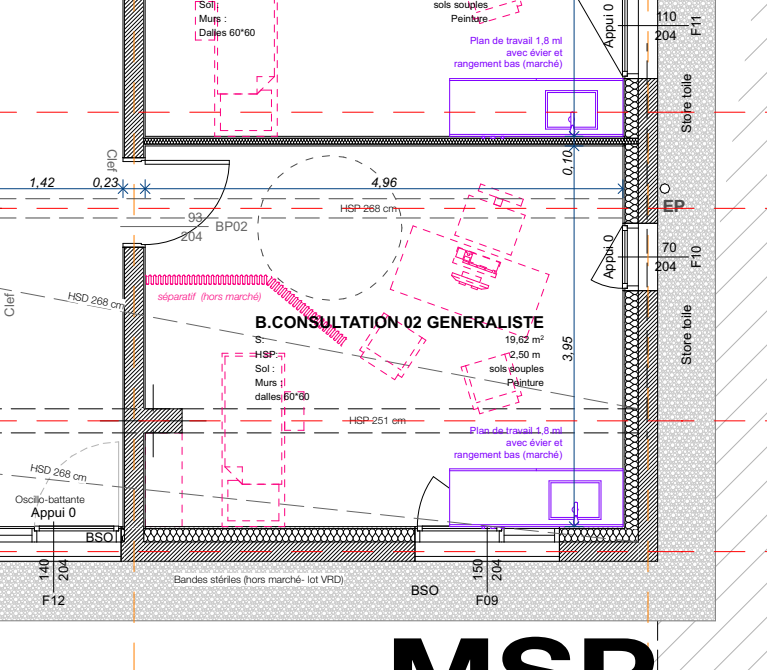 Sol :
Murs :
Dalles 60*60
sols souples
Peinture
Plan de travail 1,8 ml
avec évier et
rangement bas (marché)
Appui 0
110
204
F11
Store toile
Clef
1,42
0,23
4,96
0,10
HSP 268 cm
EP
93
204
BP02
Appui 0
70
204
F10
séparatif (hors marché)
HSD 268 cm
Clef
B.CONSULTATION 02 GENERALISTE
S:
19,62 m²
HSP:
2,50 m
Sol :
sols souples
Murs :
Peinture
dalles 60*60
3,95
Store toile
HSP 251 cm
Plan de travail 1,8 ml
avec évier et
rangement bas (marché)
HSD 268 cm
Oscillo-battante
Appui 0
BSO
140
204
F12
Bandes stériles (hors marché- lot VRD)
BSO
150
204
F09
MSP